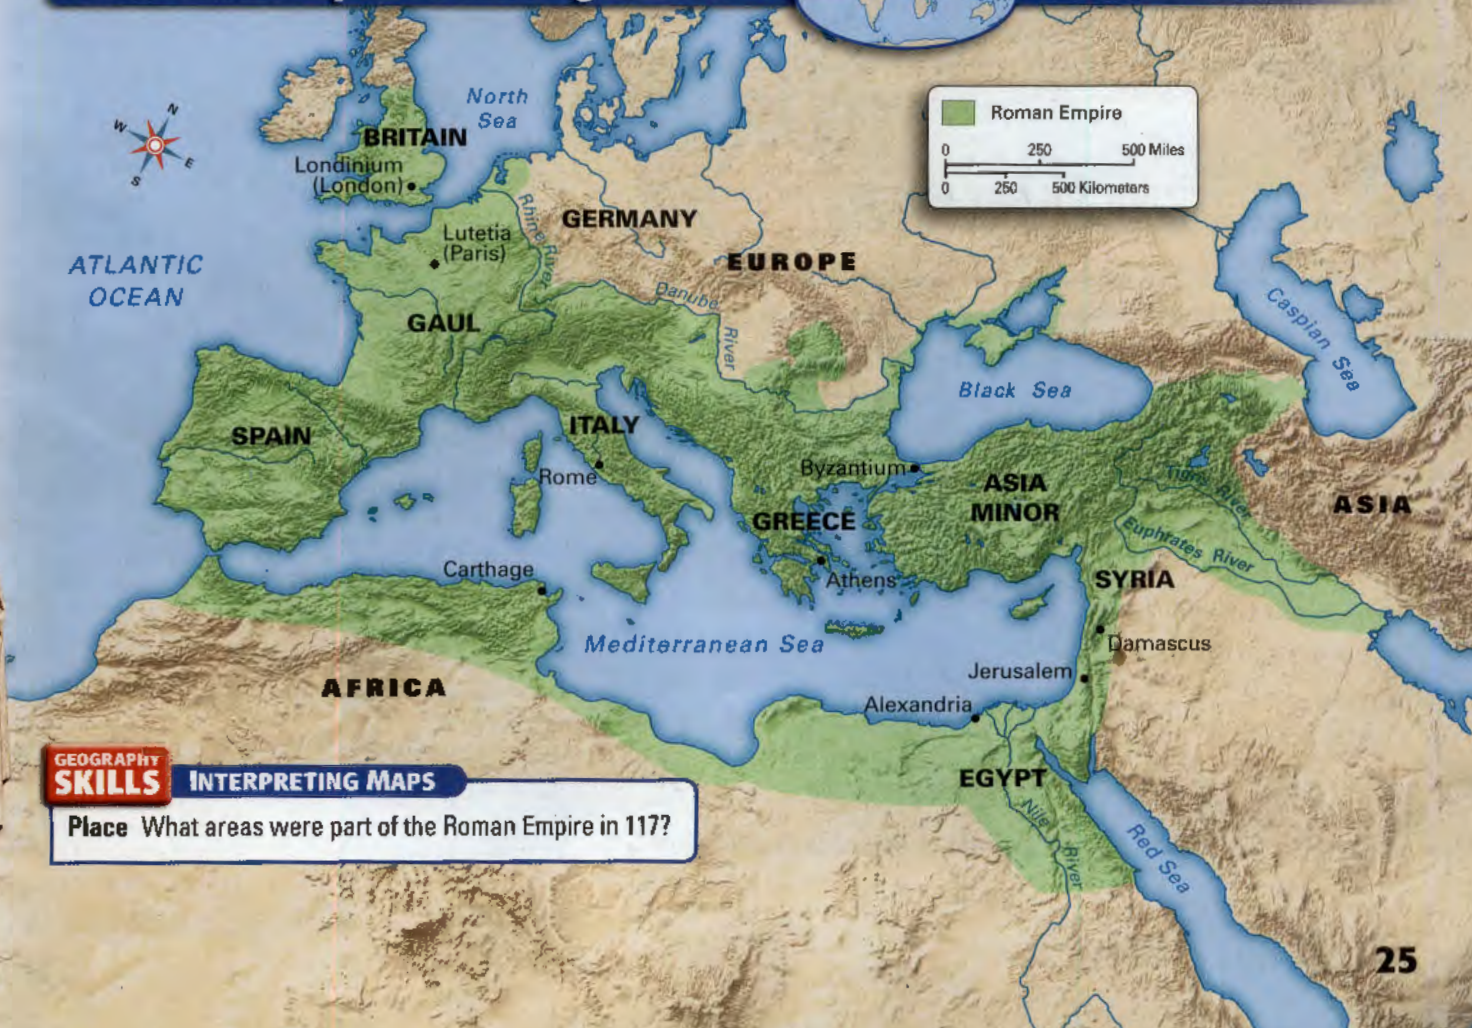 N
W
E
S
North
Sea
Roman Empire
0 250 500 Miles
0 250 500 Kilometers
BRITAIN
Londinium
(London)
GERMANY
Rhine River
Lutetia
(Paris)
EUROPE
ATLANTIC
OCEAN
Danube
River
GAUL
Caspian Sea
Black Sea
SPAIN
ITALY
Rome
Byzantium
ASIA
MINOR
Tigris River
ASIA
GREECE
Euphrates River
Carthage
Athens
SYRIA
Mediterranean Sea
Damascus
Jerusalem
AFRICA
Alexandria
EGYPT
Nile River
Red Sea
GEOGRAPHY
SKILLS
INTERPRETING MAPS
Place What areas were part of the Roman Empire in 117?
25